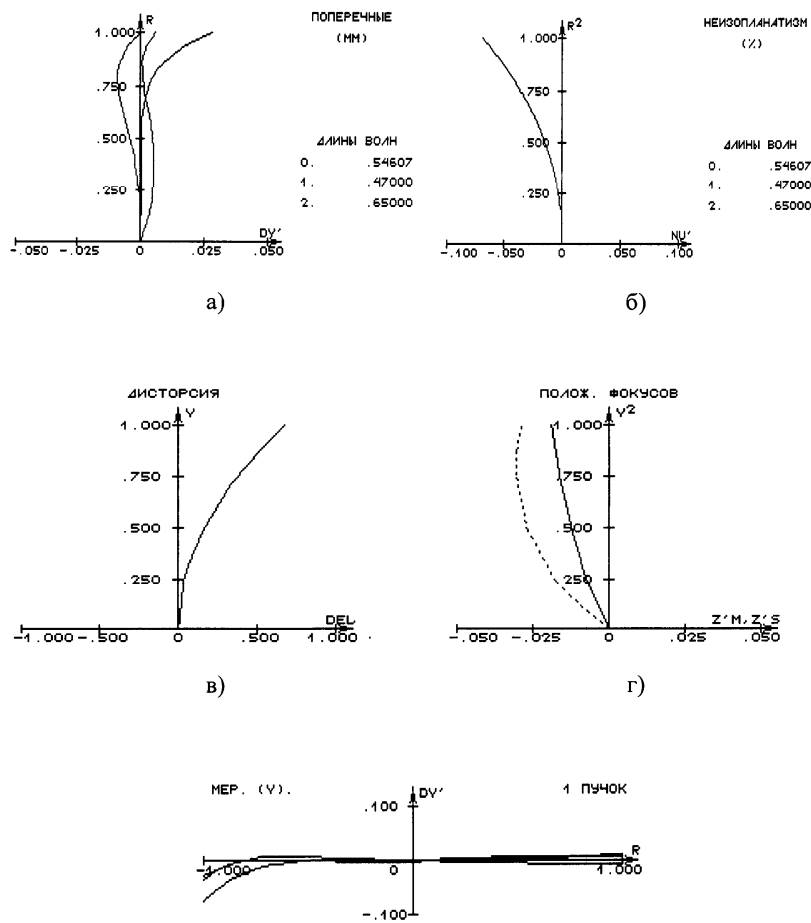 R
ПОПЕРЕЧНЫЕ
(ММ)
1.000
.750
.500
.250
ДЛИНЫ ВОЛН
0. .54607
1. .47000
2. .65000
DY'
-.050 -.025 0 .025 .050
а)
R²
НЕИЗОПЛАНАТИЗМ
(%)
1.000
.750
.500
.250
ДЛИНЫ ВОЛН
0. .54607
1. .47000
2. .65000
NU'
-.100 -.050 0 .050 .100
б)
ДИСТОРСИЯ
Y
1.000
.750
.500
.250
DEL
-1.000 -.500 0 .500 1.000
в)
ПОЛОЖ. ФОКУСОВ
Y²
1.000
.750
.500
.250
Z'M,Z'S
-.050 -.025 0 .025 .050
г)
МЕР. (Y).
DY'
1 ПУЧОК
.100
R
-1.000 0 1.000
-.100